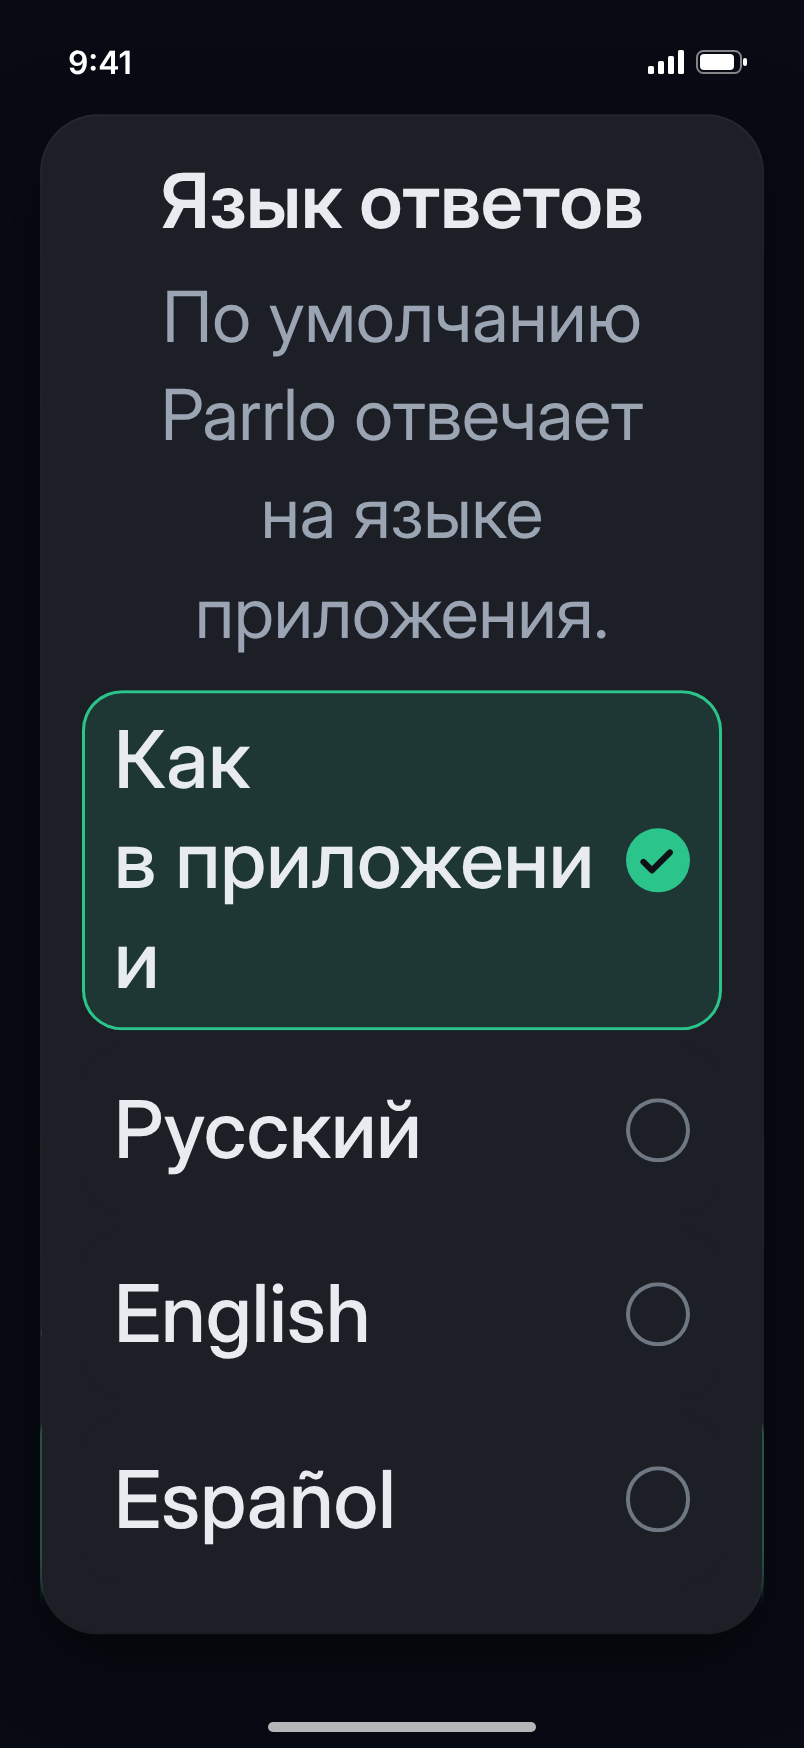 9:41
Язык ответов
По умолчанию
Parrlo отвечает
на языке
приложения.
Как
в приложени
и
Русский
English
Español